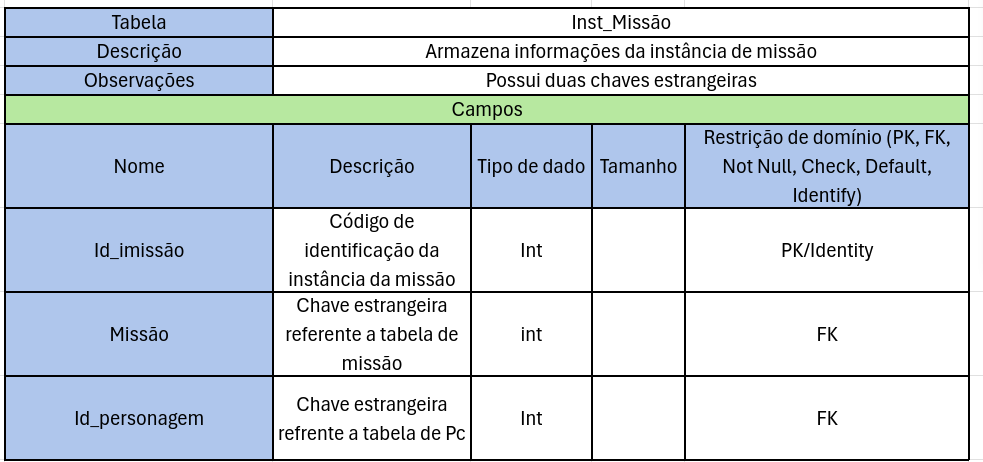 Tabela
Inst_Missão
Descrição
Armazena informações da instância de missão
Observações
Possui duas chaves estrangeiras
Campos
Nome
Descrição
Tipo de dado
Tamanho
Restrição de domínio (PK, FK,
Not Null, Check, Default,
Identify)
Id_imissão
Código de
identificação da
instância da missão
Int
PK/Identity
Missão
Chave estrangeira
referente a tabela de
missão
int
FK
Id_personagem
Chave estrangeira
refrente a tabela de Pc
Int
FK